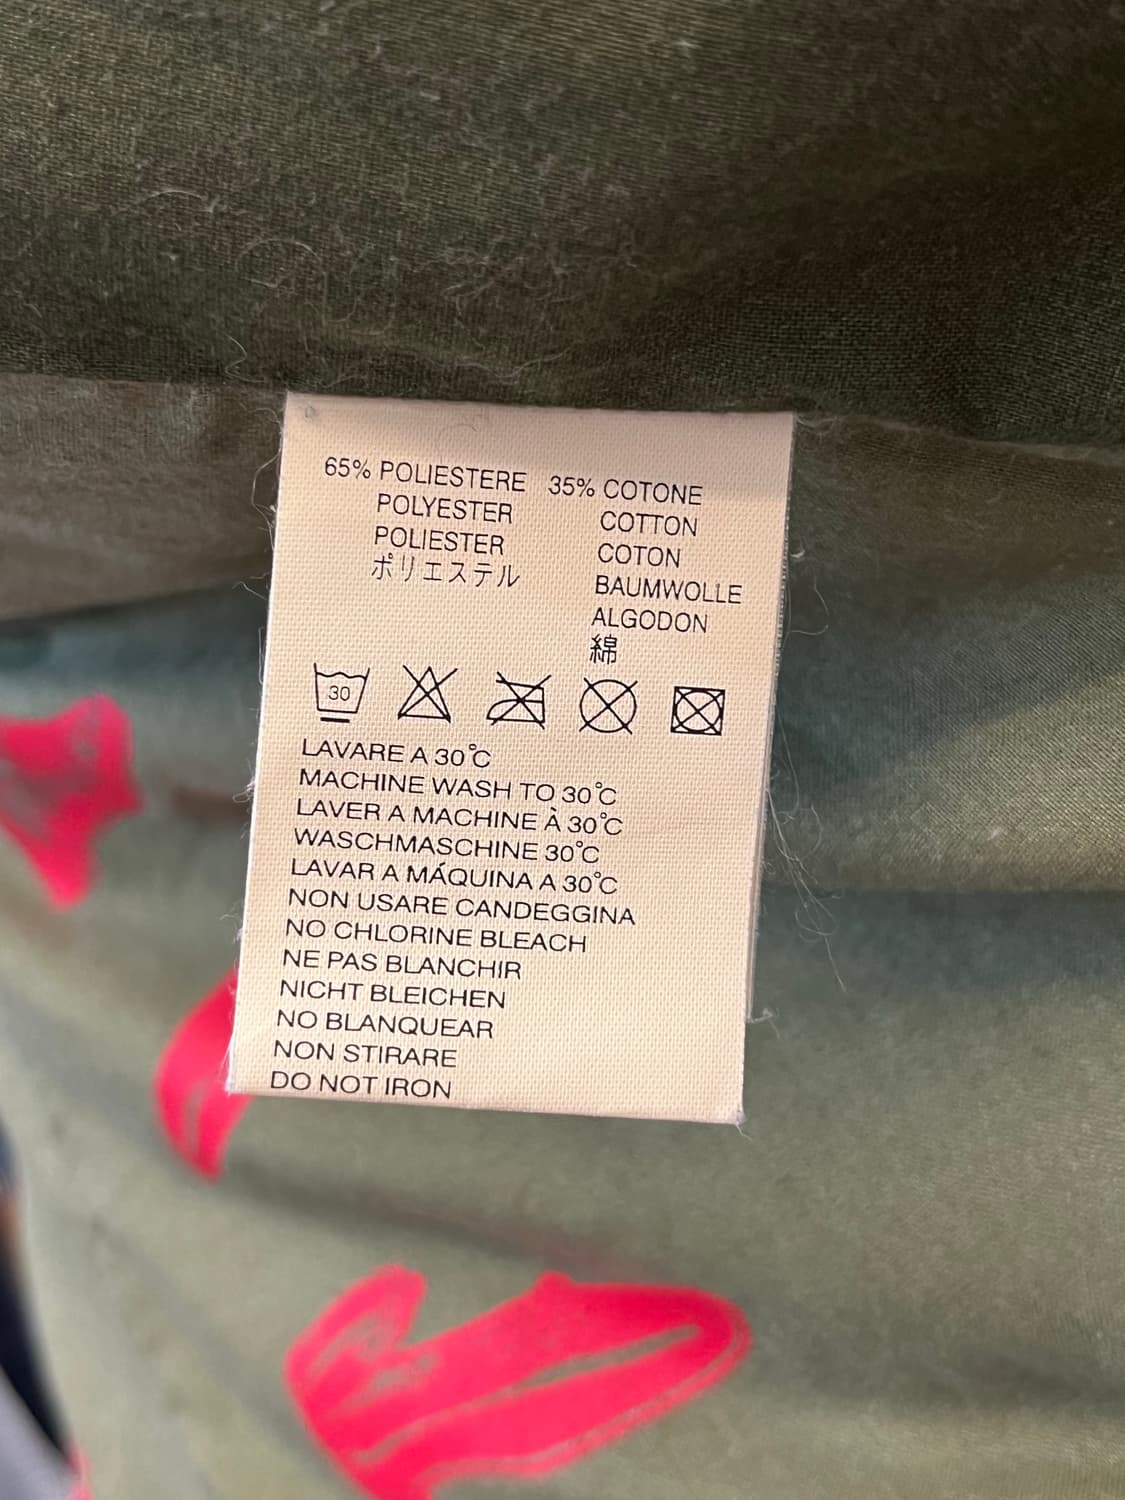 65% POLIESTERE 35% COTONE
POLYESTER COTTON
POLIESTER COTON
ポリエステル BAUMWOLLE
ALGODON
綿
30
LAVARE A 30°C
MACHINE WASH TO 30°C
LAVER A MACHINE À 30°C
WASCHMASCHINE 30°C
LAVAR A MÁQUINA A 30°C
NON USARE CANDEGGINA
NO CHLORINE BLEACH
NE PAS BLANCHIR
NICHT BLEICHEN
NO BLANQUEAR
NON STIRARE
DO NOT IRON